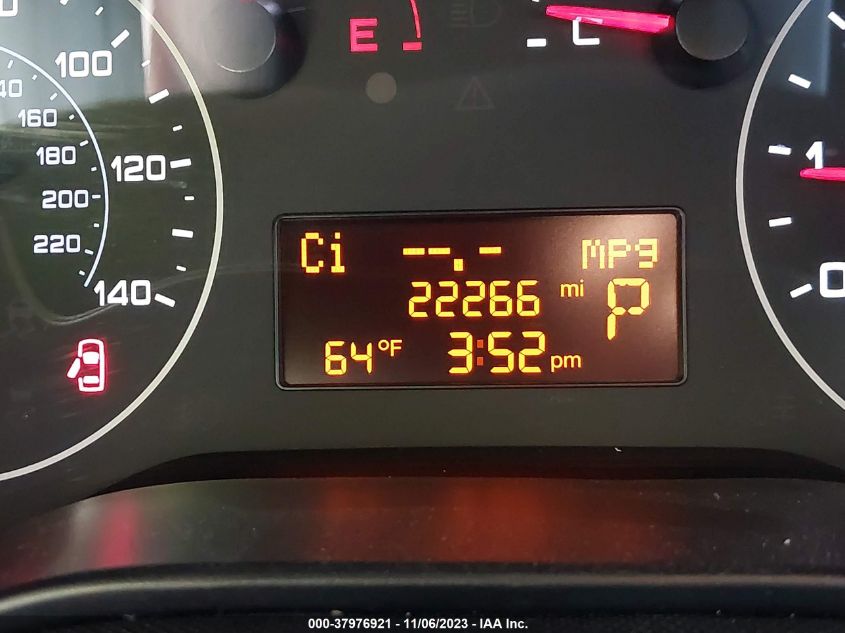 E
C
100
120
140
160
180
200
220
1
0
Ci --.- MPg
22266 mi P
64°F 3:52 pm
000-37976921 - 11/06/2023 - IAA Inc.